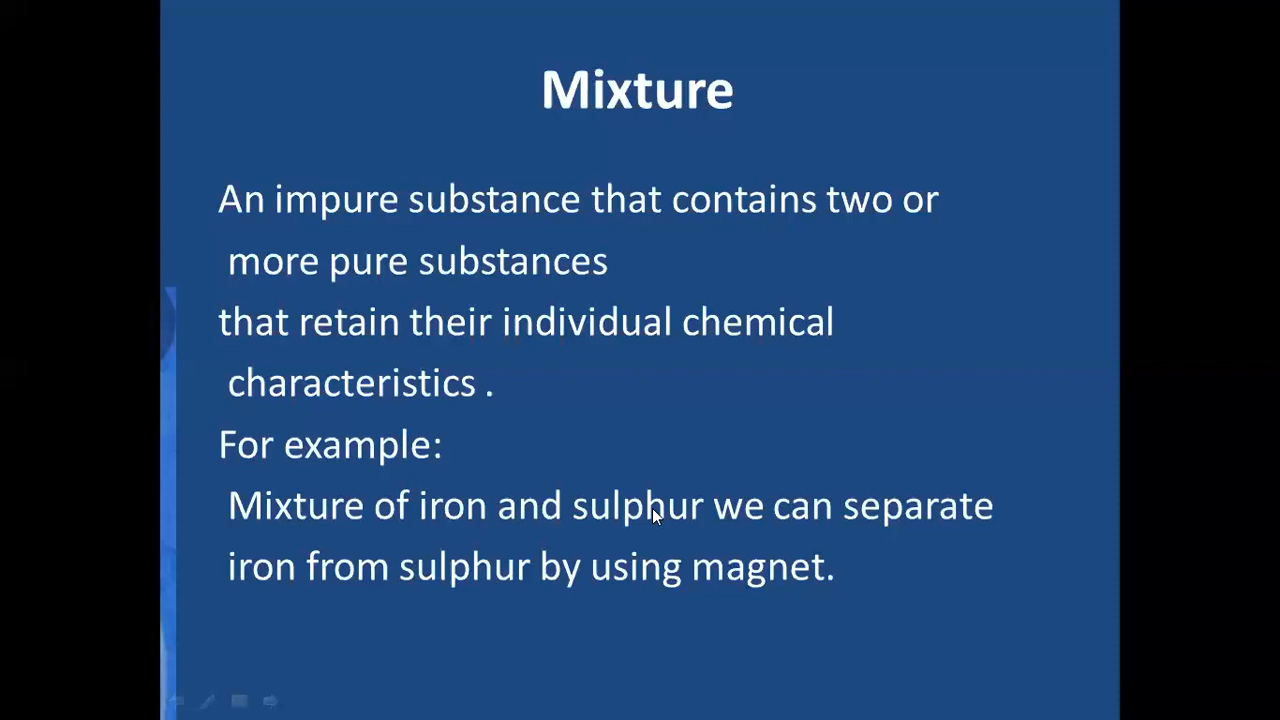 Mixture
An impure substance that contains two or
more pure substances
that retain their individual chemical
characteristics .
For example:
Mixture of iron and sulphur we can separate
iron from sulphur by using magnet.